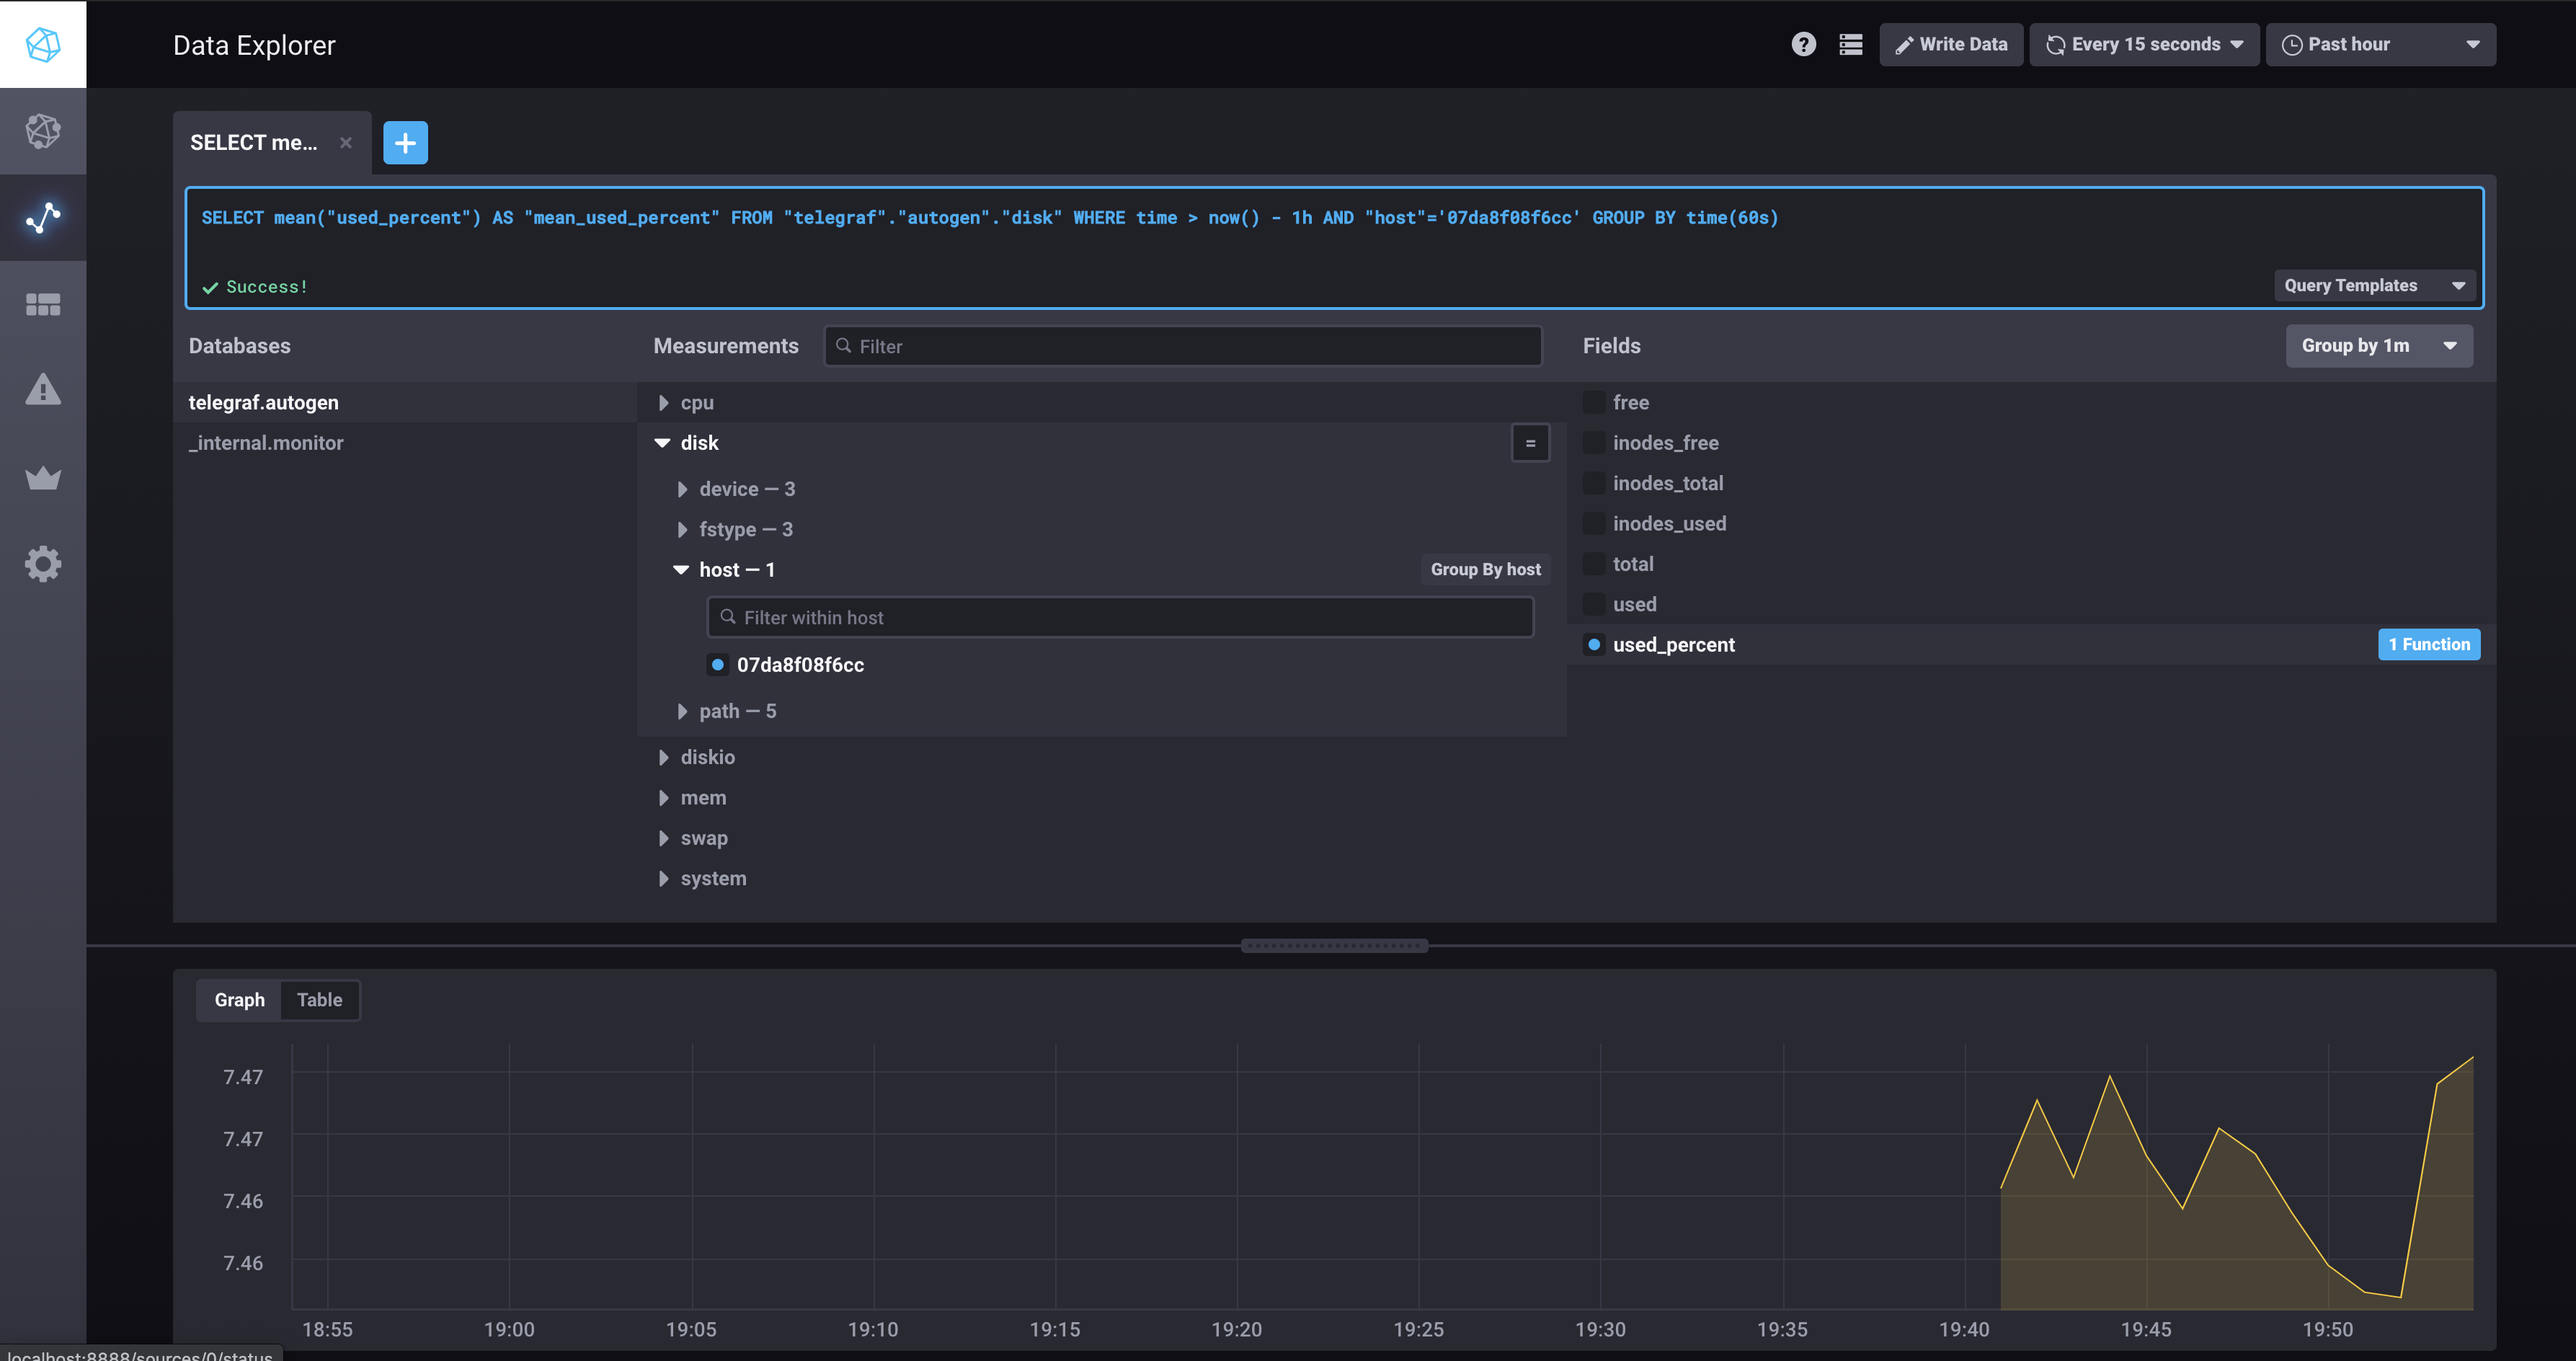 Data Explorer
Write Data
Every 15 seconds
Past hour
SELECT me...
SELECT mean("used_percent") AS "mean_used_percent" FROM "telegraf"."autogen"."disk" WHERE time > now() - 1h AND "host"='07da8f08f6cc' GROUP BY time(60s)
Success!
Query Templates
Databases
telegraf.autogen
_internal.monitor
Measurements
Filter
cpu
disk
=
device — 3
fstype — 3
host — 1
Group By host
Filter within host
07da8f08f6cc
path — 5
diskio
mem
swap
system
Fields
Group by 1m
free
inodes_free
inodes_total
inodes_used
total
used
used_percent
1 Function
Graph
Table
7.47
7.47
7.46
7.46
18:55
19:00
19:05
19:10
19:15
19:20
19:25
19:30
19:35
19:40
19:45
19:50
localhost:8888/sources/0/status